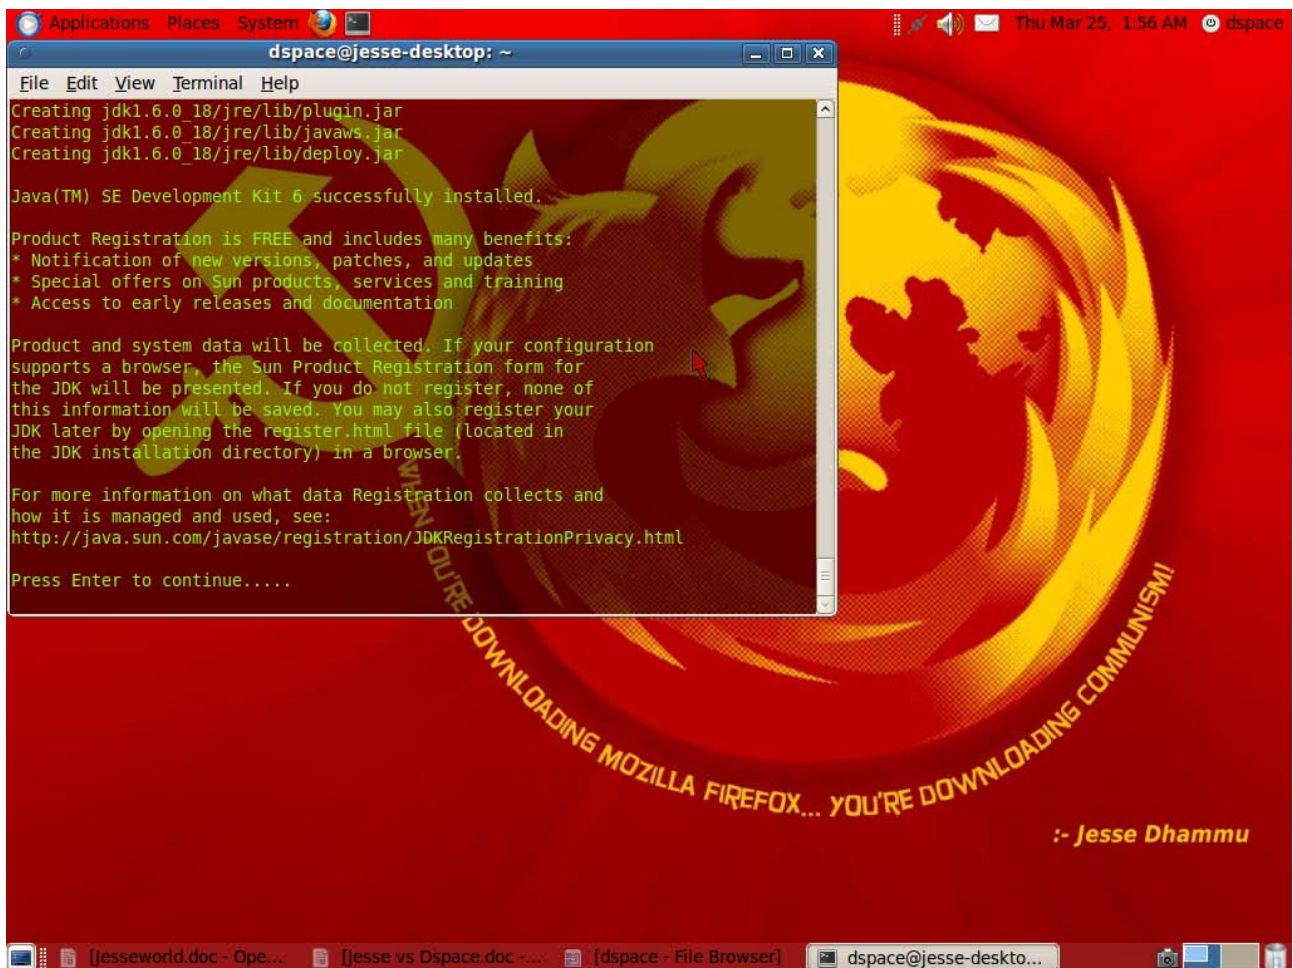 Applications Places System
Thu Mar 25, 1:56 AM dspace
dspace@jesse-desktop: ~
File Edit View Terminal Help
Creating jdk1.6.0_18/jre/lib/plugin.jar
Creating jdk1.6.0_18/jre/lib/javaws.jar
Creating jdk1.6.0_18/jre/lib/deploy.jar
Java(TM) SE Development Kit 6 successfully installed.
Product Registration is FREE and includes many benefits:
* Notification of new versions, patches, and updates
* Special offers on Sun products, services and training
* Access to early releases and documentation
Product and system data will be collected. If your configuration
supports a browser, the Sun Product Registration form for
the JDK will be presented. If you do not register, none of
this information will be saved. You may also register your
JDK later by opening the register.html file (located in
the JDK installation directory) in a browser.
For more information on what data Registration collects and
how it is managed and used, see:
http://java.sun.com/javase/registration/JDKRegistrationPrivacy.html
Press Enter to continue.....
WHEN YOU'RE DOWNLOADING MOZILLA FIREFOX... YOU'RE DOWNLOADING COMMUNISM!
:- Jesse Dhammu
[Jesseworld.doc - Ope... [Jesse vs Dspace.doc -... [dspace - File Browser] dspace@jesse-deskto...